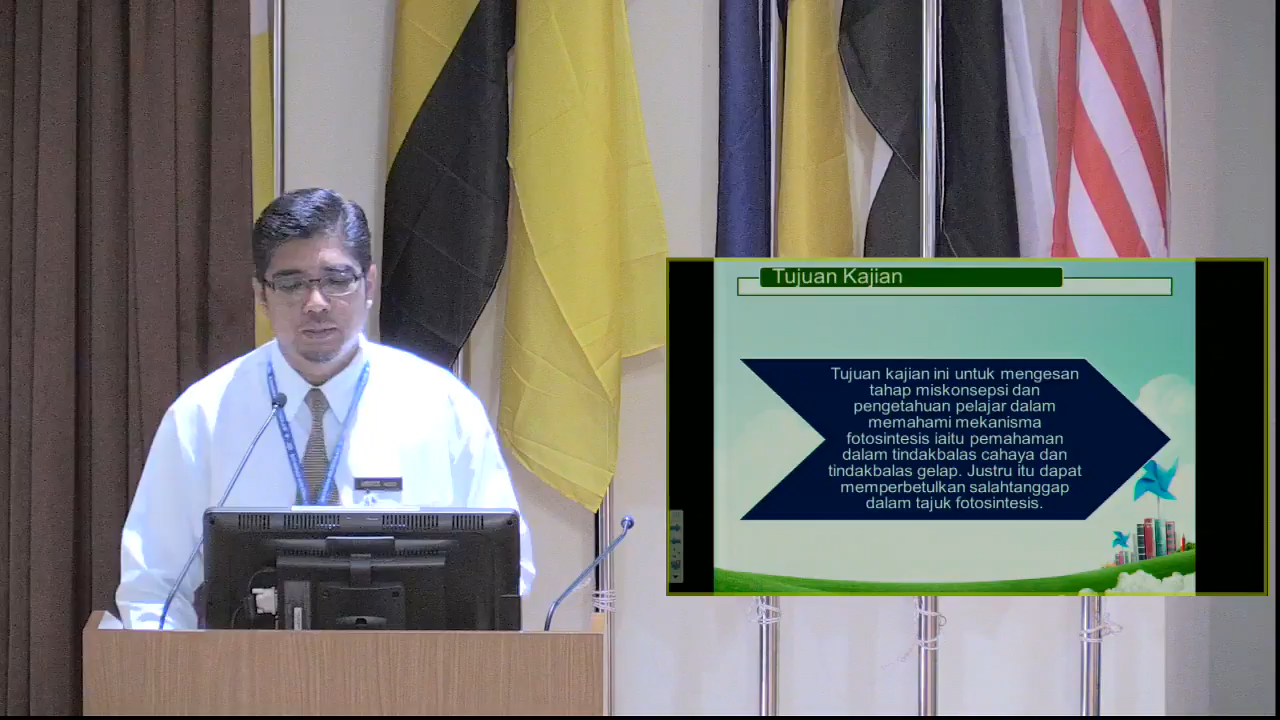 Tujuan Kajian
Tujuan kajian ini untuk mengesan
tahap miskonsepsi dan
pengetahuan pelajar dalam
memahami mekanisma
fotosintesis iaitu pemahaman
dalam tindakbalas cahaya dan
tindakbalas gelap. Justru itu dapat
memperbetulkan salahtanggap
dalam tajuk fotosintesis.